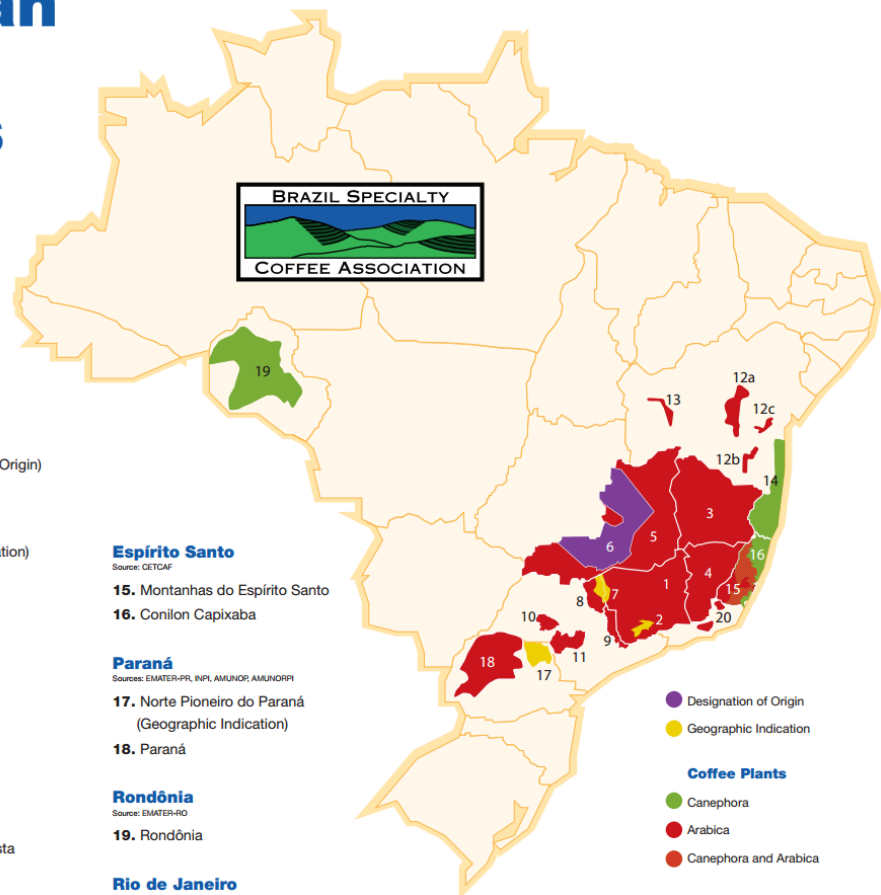 an
s
BRAZIL SPECIALTY
COFFEE ASSOCIATION
19
12a
13
12c
12b
14
3
5
6
16
4
1
15
7
8
20
2
10
9
11
18
17
Origin)
tion)
sta
Espírito Santo
Source: CETCAF
15. Montanhas do Espírito Santo
16. Conilon Capixaba
Paraná
Sources: EMATER-PR, INPI, AMUNOP, AMUNORPI
17. Norte Pioneiro do Paraná
(Geographic Indication)
18. Paraná
Rondônia
Source: EMATER-RO
19. Rondônia
Rio de Janeiro
Designation of Origin
Geographic Indication
Coffee Plants
Canephora
Arabica
Canephora and Arabica